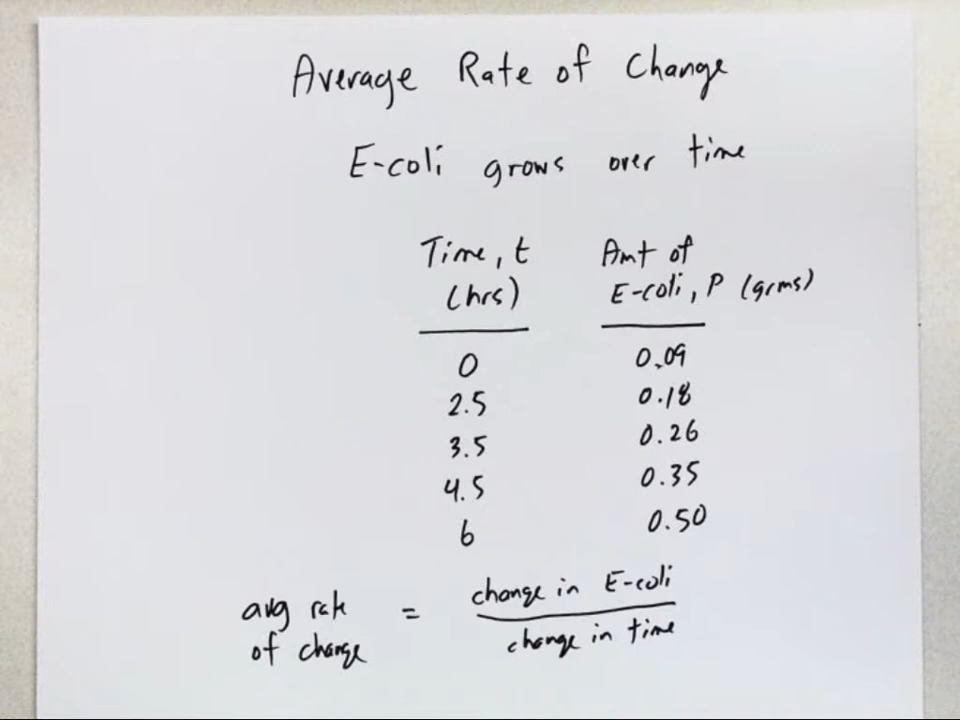 Average Rate of Change
E-coli grows over time
Time, t Amt of
(hrs) E-coli, P (grms)
0 0.09
2.5 0.18
3.5 0.26
4.5 0.35
6 0.50
avg rate = change in E-coli
of change change in time